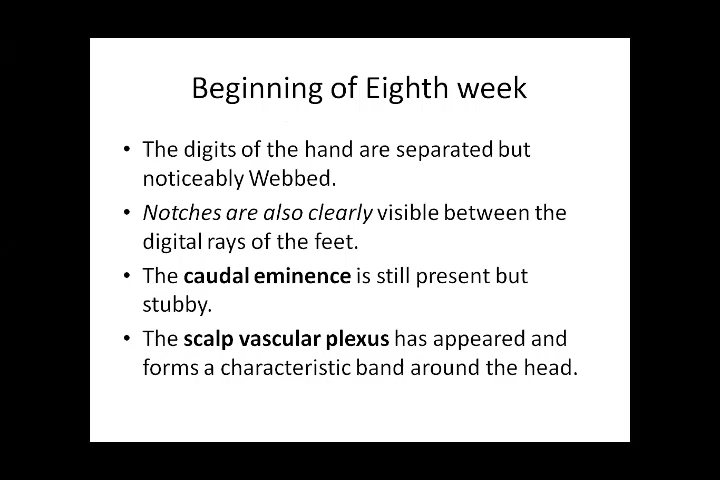 Beginning of Eighth week
• The digits of the hand are separated but
noticeably Webbed.
• Notches are also clearly visible between the
digital rays of the feet.
• The caudal eminence is still present but
stubby.
• The scalp vascular plexus has appeared and
forms a characteristic band around the head.